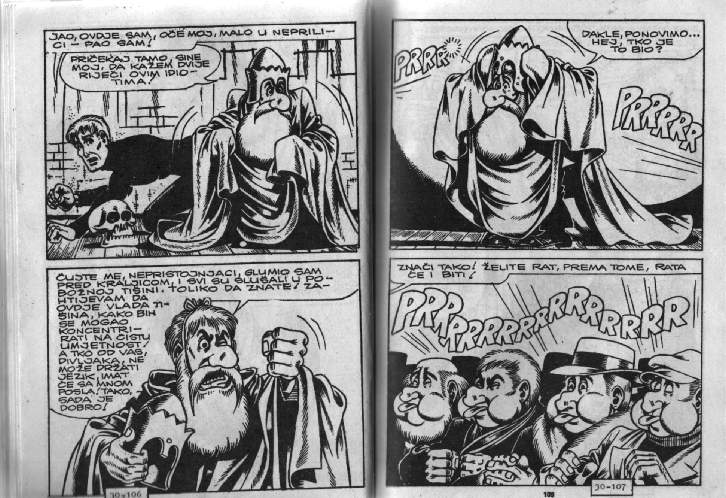 JAO, OVDJE SAM, OČE MOJ, MALO U NEPRILI-
CI - PAO SAM!
PRIČEKAJ TAMO, SINE
MOJ, DA KAŽEM DVIJE
RIJEČI OVIM IDIO-
TIMA!
ČUJTE ME, NEPRISTOJNJACI, GLUMIO SAM
PRED KRALJICOM, I SVI SU SLUŠALI U PO-
BOŽNOJ TIŠINI. TOLIKO DA ZNATE! ZA-
HTIJEVAM DA
OVDJE VLADA TI-
ŠINA, KAKO BIH
SE MOGAO
KONCENTRI-
RATI NA ČISTU
UMJETNOST!
A TKO OD VAS,
DIVLJAKA, NE
MOŽE DRŽATI
JEZIK, IMAT
ĆE SA MNOM
POSLA! TAKO,
SADA JE
DOBRO!
30-106
DAKLE, PONOVIMO...
HEJ, TKO JE
TO BIO?
PRRR
PRRRRR
ZNAČI TAKO! ŽELITE RAT, PREMA TOME, RATA
ĆE I BITI!
PRRPRRRRRRRRRRRRRR
108
30-107